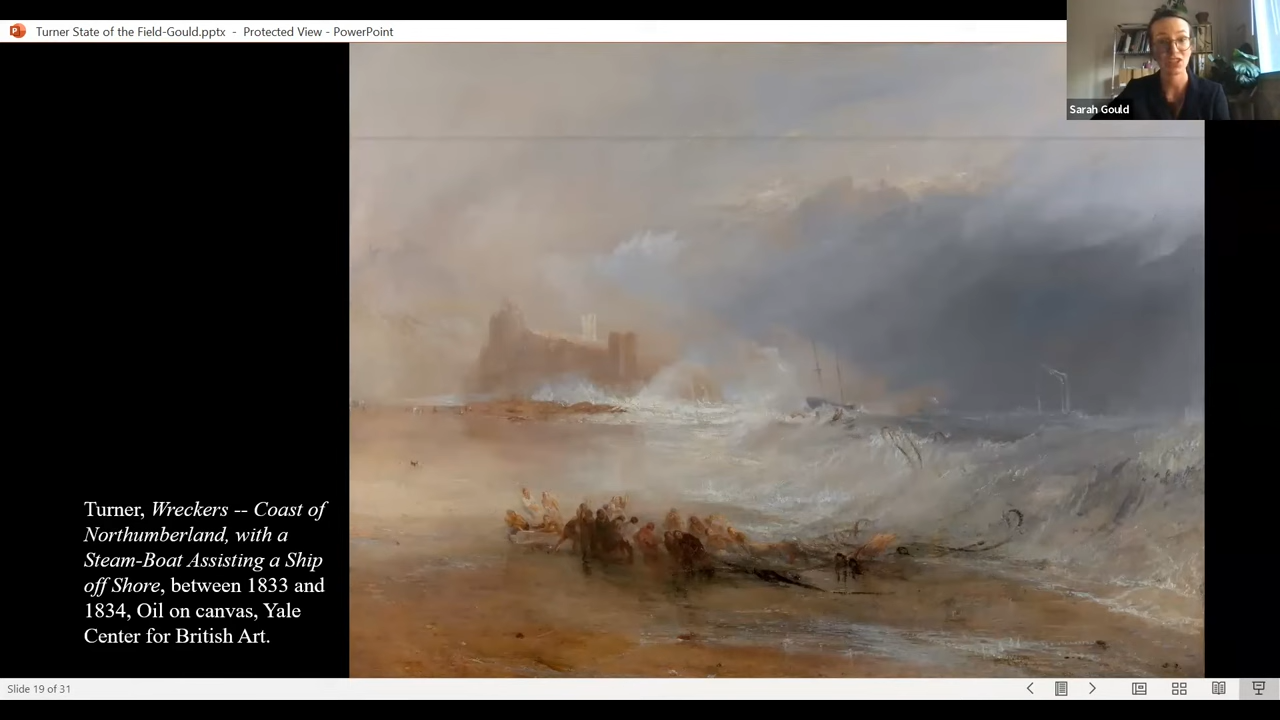 Turner State of the Field-Gould.pptx - Protected View - PowerPoint
Sarah Gould
Turner, Wreckers -- Coast of
Northumberland, with a
Steam-Boat Assisting a Ship
off Shore, between 1833 and
1834, Oil on canvas, Yale
Center for British Art.
Slide 19 of 31